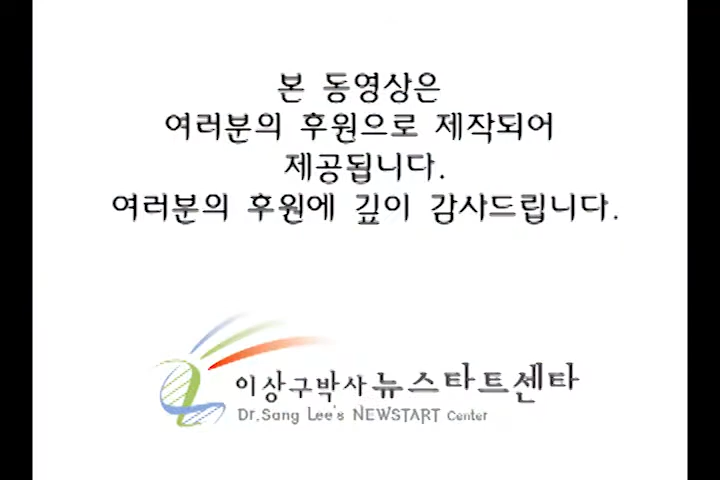 본 동영상은
여러분의 후원으로 제작되어
제공됩니다.
여러분의 후원에 깊이 감사드립니다.
이상구박사 뉴스타트센타
Dr.Sang Lee's NEWSTART Center